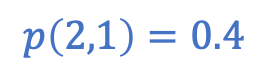 p(2,1) = 0.4